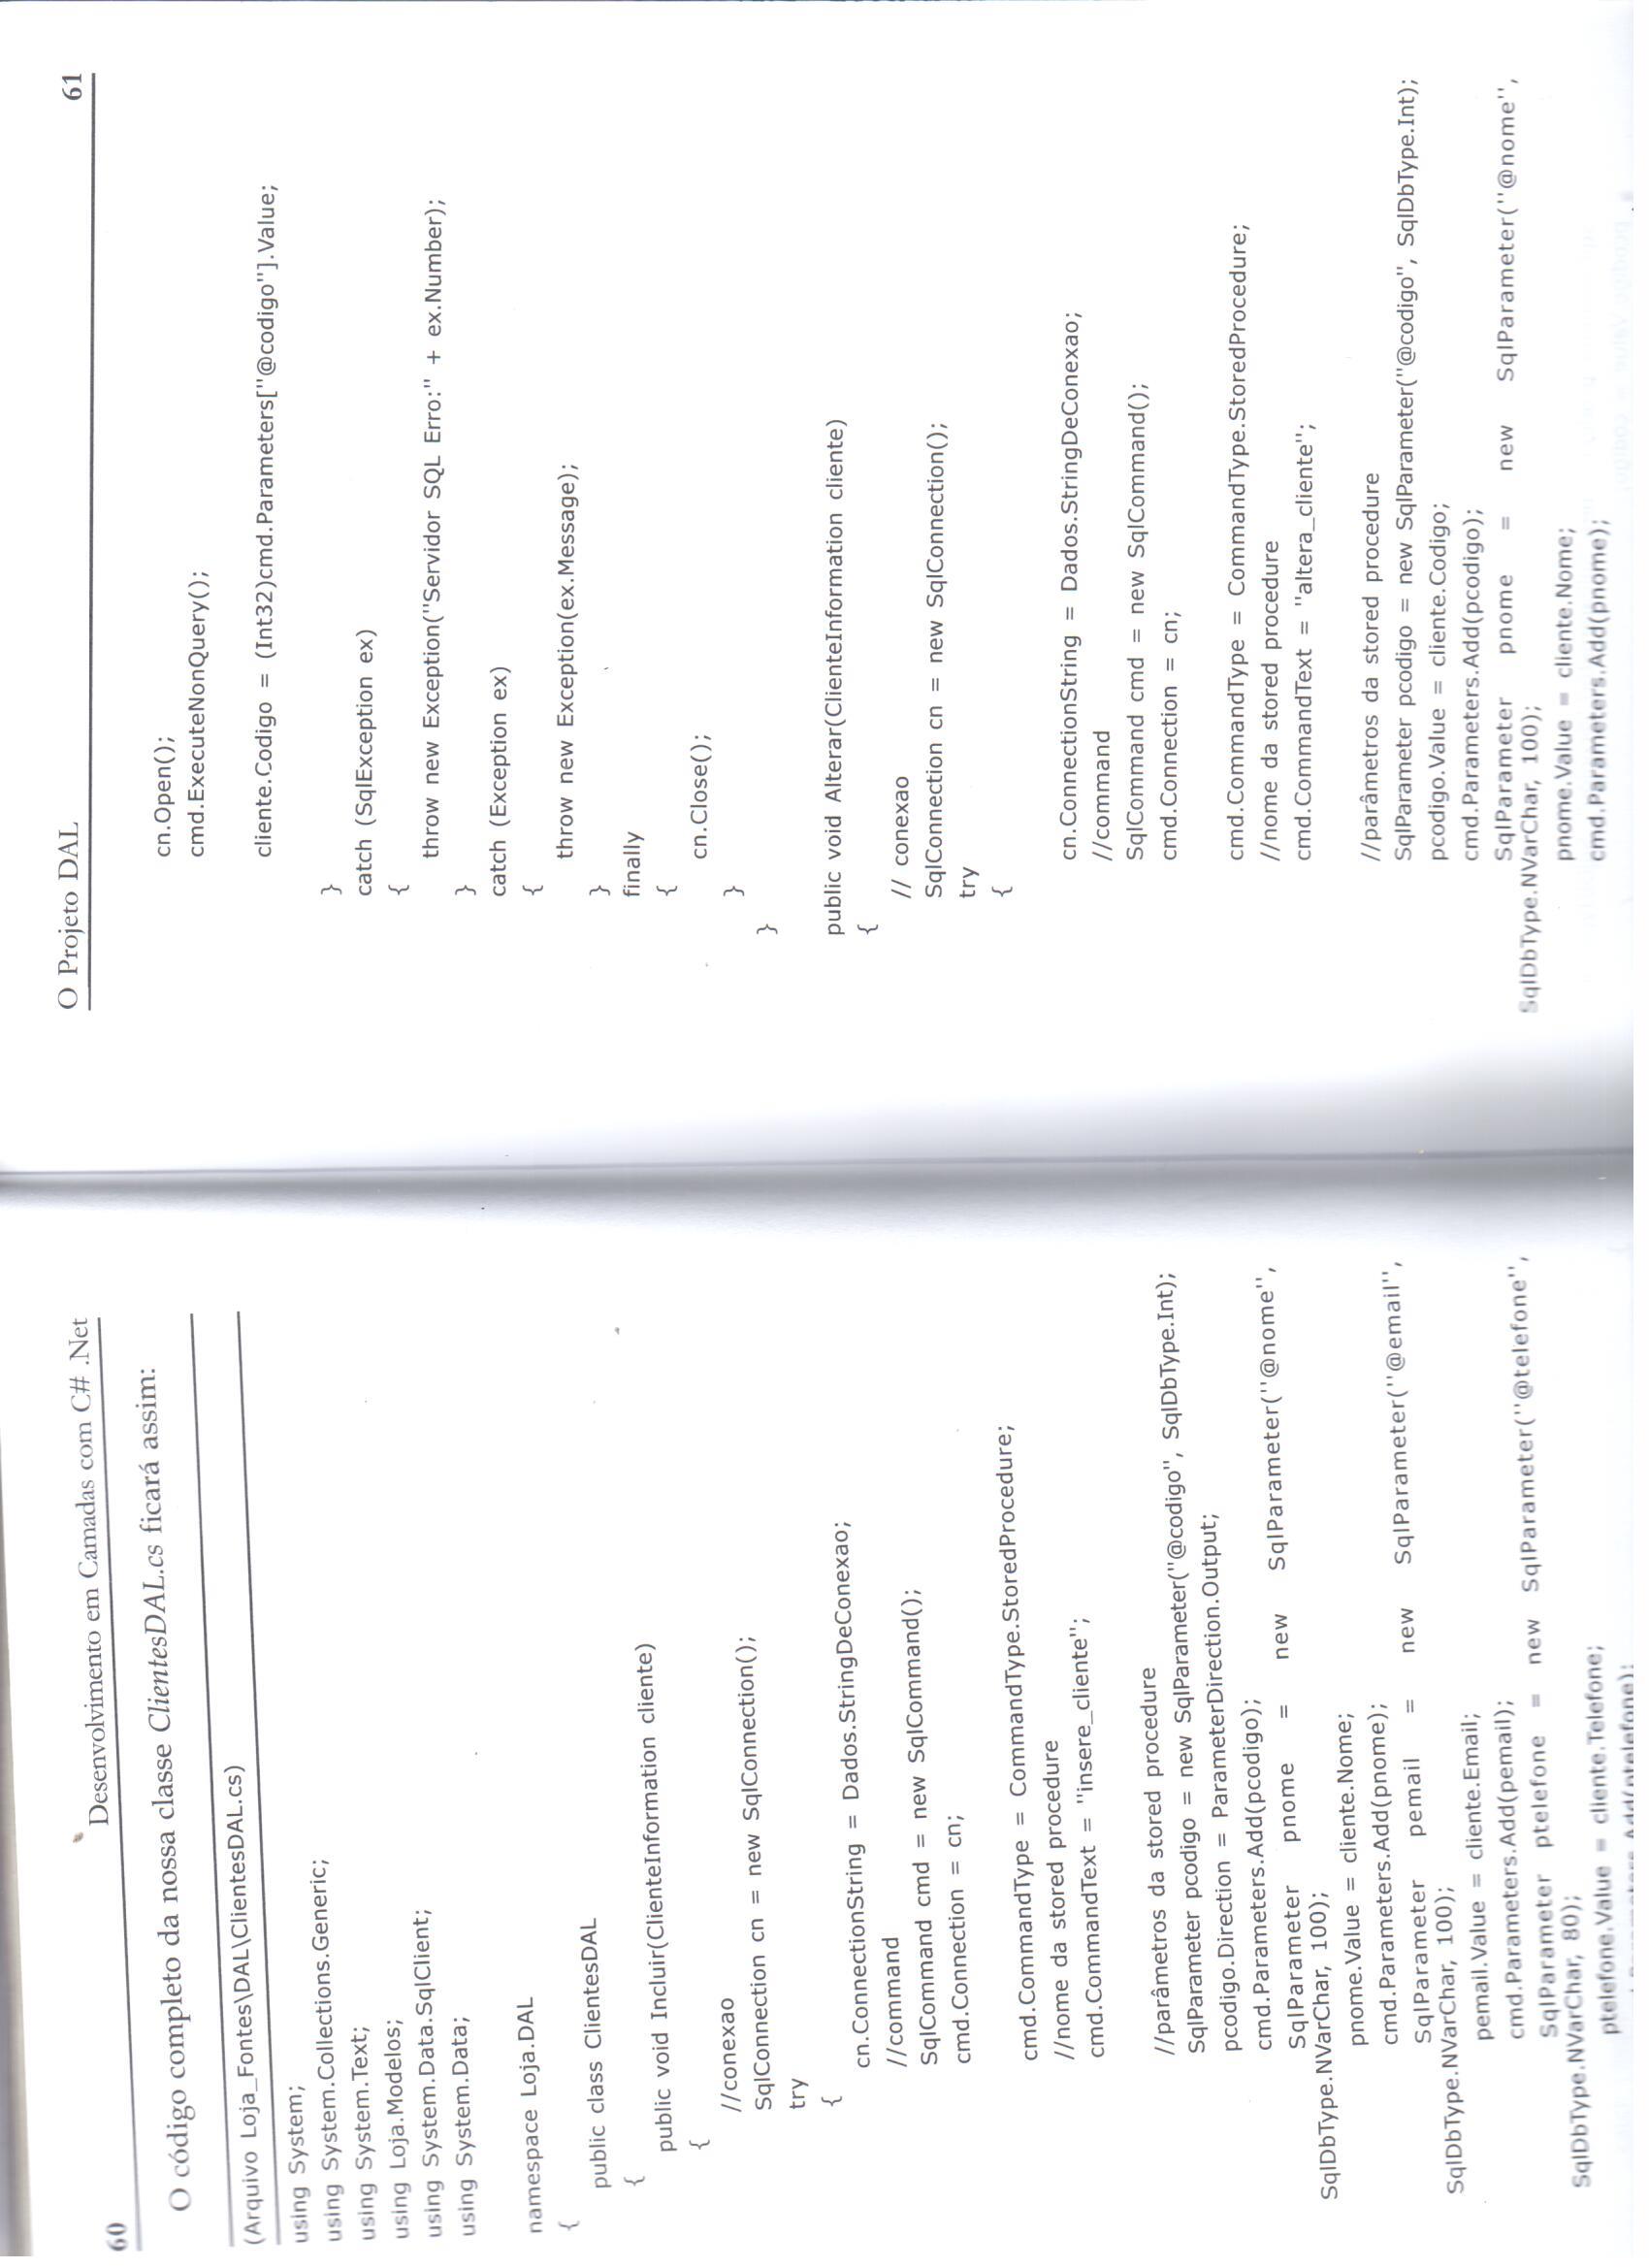 60
Desenvolvimento em Camadas com C# .Net
O código completo da nossa classe ClientesDAL.cs ficará assim:
(Arquivo Loja_Fontes\DAL\ClientesDAL.cs)
using System;
using System.Collections.Generic;
using System.Text;
using Loja.Modelos;
using System.Data.SqlClient;
using System.Data;
namespace Loja.DAL
{
public class ClientesDAL
{
public void Incluir(ClienteInformation cliente)
{
//conexao
SqlConnection cn = new SqlConnection();
try
{
cn.ConnectionString = Dados.StringDeConexao;
//command
SqlCommand cmd = new SqlCommand();
cmd.Connection = cn;
cmd.CommandType = CommandType.StoredProcedure;
//nome da stored procedure
cmd.CommandText = "insere_cliente";
//parâmetros da stored procedure
SqlParameter pcodigo = new SqlParameter("@codigo", SqlDbType.Int);
pcodigo.Direction = ParameterDirection.Output;
cmd.Parameters.Add(pcodigo);
SqlParameter pnome = new SqlParameter("@nome",
SqlDbType.NVarChar, 100);
pnome.Value = cliente.Nome;
cmd.Parameters.Add(pnome);
SqlParameter pemail = new SqlParameter("@email",
SqlDbType.NVarChar, 100);
pemail.Value = cliente.Email;
cmd.Parameters.Add(pemail);
SqlParameter ptelefone = new SqlParameter("@telefone",
SqlDbType.NVarChar, 80);
ptelefone.Value = cliente.Telefone;
O Projeto DAL
61
cn.Open();
cmd.ExecuteNonQuery();
cliente.Codigo = (Int32)cmd.Parameters["@codigo"].Value;
}
catch (SqlException ex)
{
throw new Exception("Servidor SQL Erro:" + ex.Number);
}
catch (Exception ex)
{
throw new Exception(ex.Message);
}
finally
{
cn.Close();
}
}
public void Alterar(ClienteInformation cliente)
{
// conexao
SqlConnection cn = new SqlConnection();
try
{
cn.ConnectionString = Dados.StringDeConexao;
//command
SqlCommand cmd = new SqlCommand();
cmd.Connection = cn;
cmd.CommandType = CommandType.StoredProcedure;
//nome da stored procedure
cmd.CommandText = "altera_cliente";
//parâmetros da stored procedure
SqlParameter pcodigo = new SqlParameter("@codigo", SqlDbType.Int);
pcodigo.Value = cliente.Codigo;
cmd.Parameters.Add(pcodigo);
SqlParameter pnome = new SqlParameter("@nome",
SqlDbType.NVarChar, 100);
pnome.Value = cliente.Nome;
cmd.Parameters.Add(pnome);